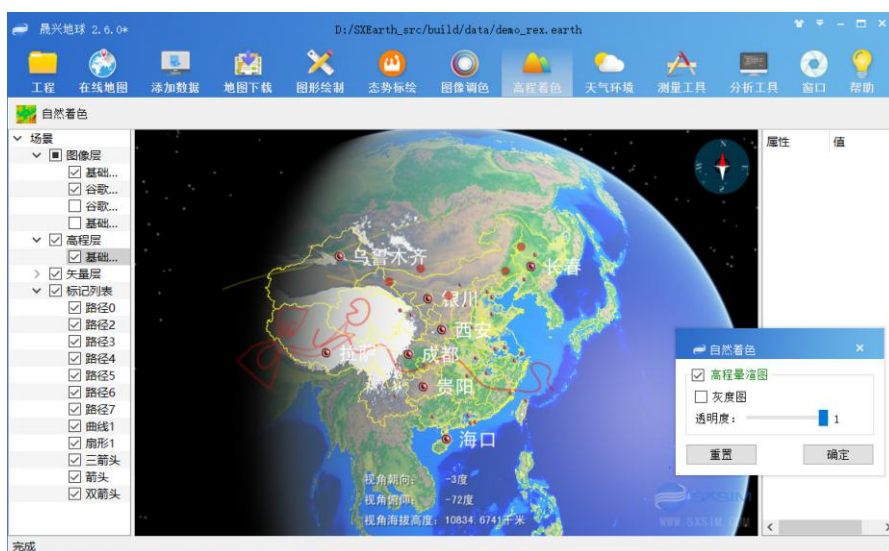 晟兴地球 2.6.0*
D:/SXEarth_src/build/data/demo_rex.earth
工程 在线地图 添加数据 地图下载 图形绘制 态势标绘 图像调色 高程着色 天气环境 测量工具 分析工具 窗口 帮助
自然着色
场景
图像层
基础...
谷歌...
谷歌...
基础...
高程层
基础...
矢量层
标记列表
路径0
路径2
路径3
路径4
路径5
路径6
路径7
曲线1
扇形1
三箭头
箭头
双箭头
N
E
S
W
乌鲁木齐
长春
银川
西安
拉萨
成都
贵阳
海口
视角朝向: -3度
视角俯仰: -72度
视角海拔高度: 10834.6741千米
SXSIM
WWW.SXSIM.COM
属性 值
自然着色
高程晕渲图
灰度图
透明度: 1
重置 确定
完成